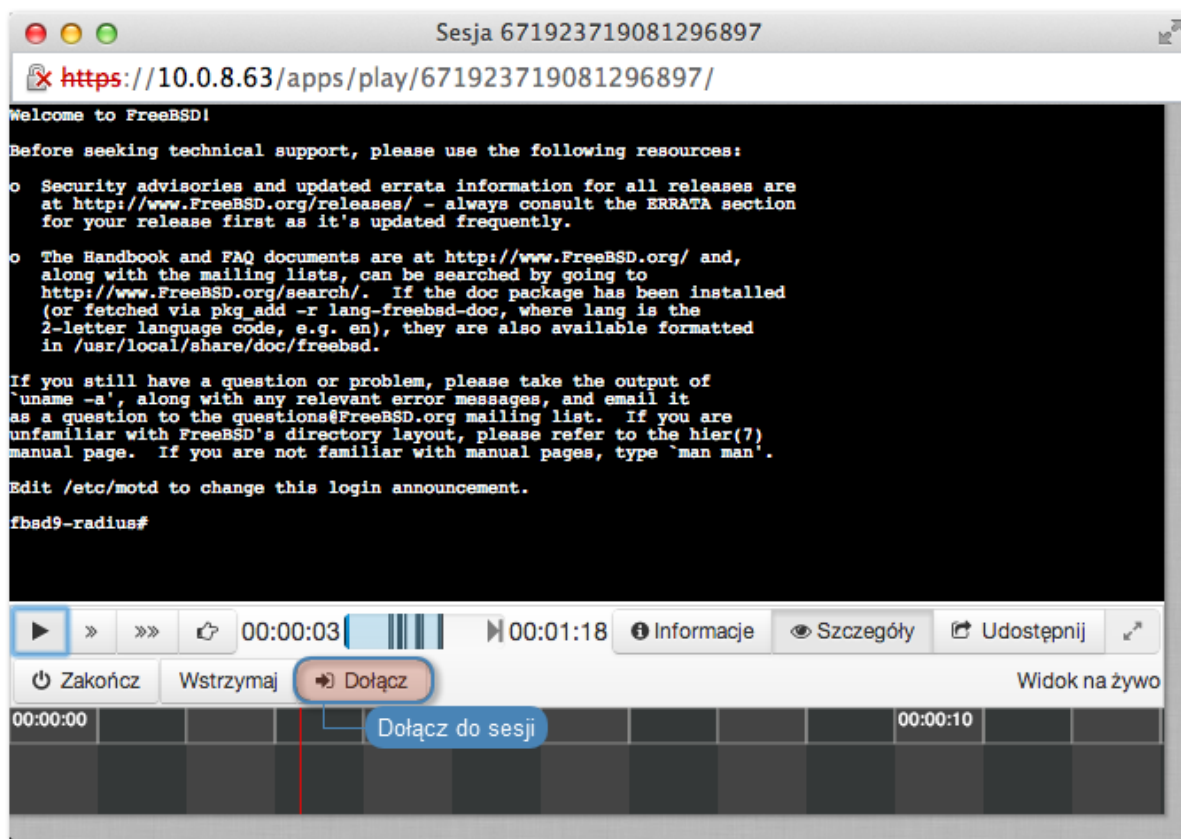 Sesja 671923719081296897
https://10.0.8.63/apps/play/671923719081296897/
Welcome to FreeBSD!
Before seeking technical support, please use the following resources:
o  Security advisories and updated errata information for all releases are
   at http://www.FreeBSD.org/releases/ - always consult the ERRATA section
   for your release first as it's updated frequently.
o  The Handbook and FAQ documents are at http://www.FreeBSD.org/ and,
   along with the mailing lists, can be searched by going to
   http://www.FreeBSD.org/search/.  If the doc package has been installed
   (or fetched via pkg_add -r lang-freebsd-doc, where lang is the
   2-letter language code, e.g. en), they are also available formatted
   in /usr/local/share/doc/freebsd.
If you still have a question or problem, please take the output of
`uname -a', along with any relevant error messages, and email it
as a question to the questions@FreeBSD.org mailing list.  If you are
unfamiliar with FreeBSD's directory layout, please refer to the hier(7)
manual page.  If you are not familiar with manual pages, type `man man'.
Edit /etc/motd to change this login announcement.
fbsd9-radius#
00:00:03 00:01:18 Informacje Szczegóły Udostępnij
Zakończ Wstrzymaj Dołącz Widok na żywo
00:00:00 00:00:10
Dołącz do sesji